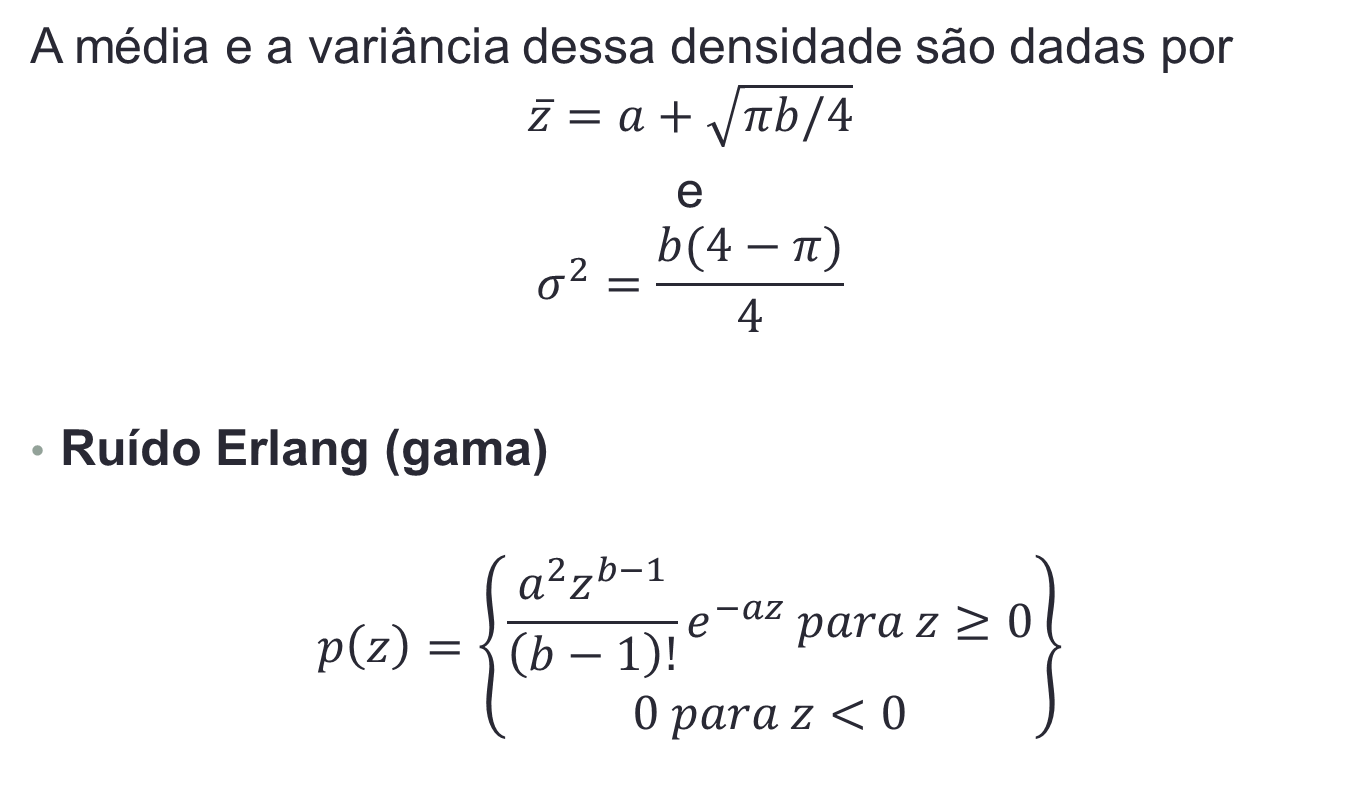 A média e a variância dessa densidade são dadas por
z̄ = a + √(πb/4)
e
σ² = b(4 − π)/4
• Ruído Erlang (gama)
p(z) = { a²z^(b−1)/(b − 1)! e^(−az) para z ≥ 0
0 para z < 0 }